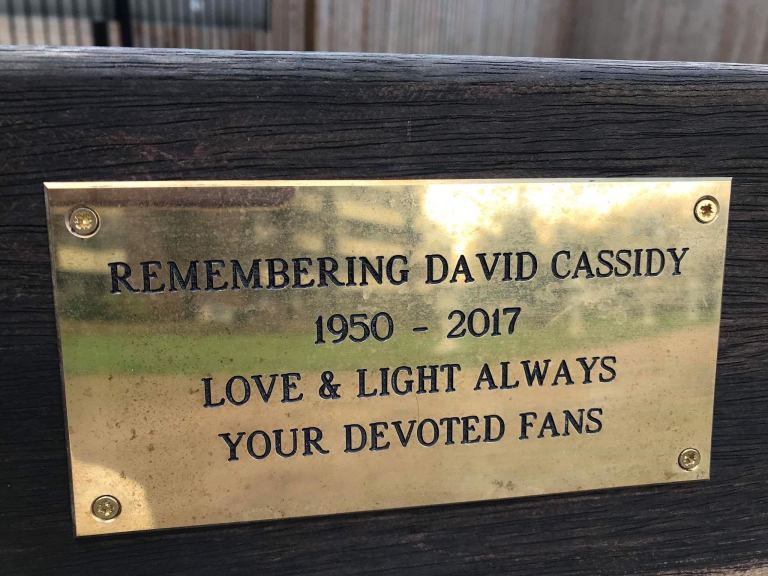 REMEMBERING DAVID CASSIDY
1950 - 2017
LOVE & LIGHT ALWAYS
YOUR DEVOTED FANS